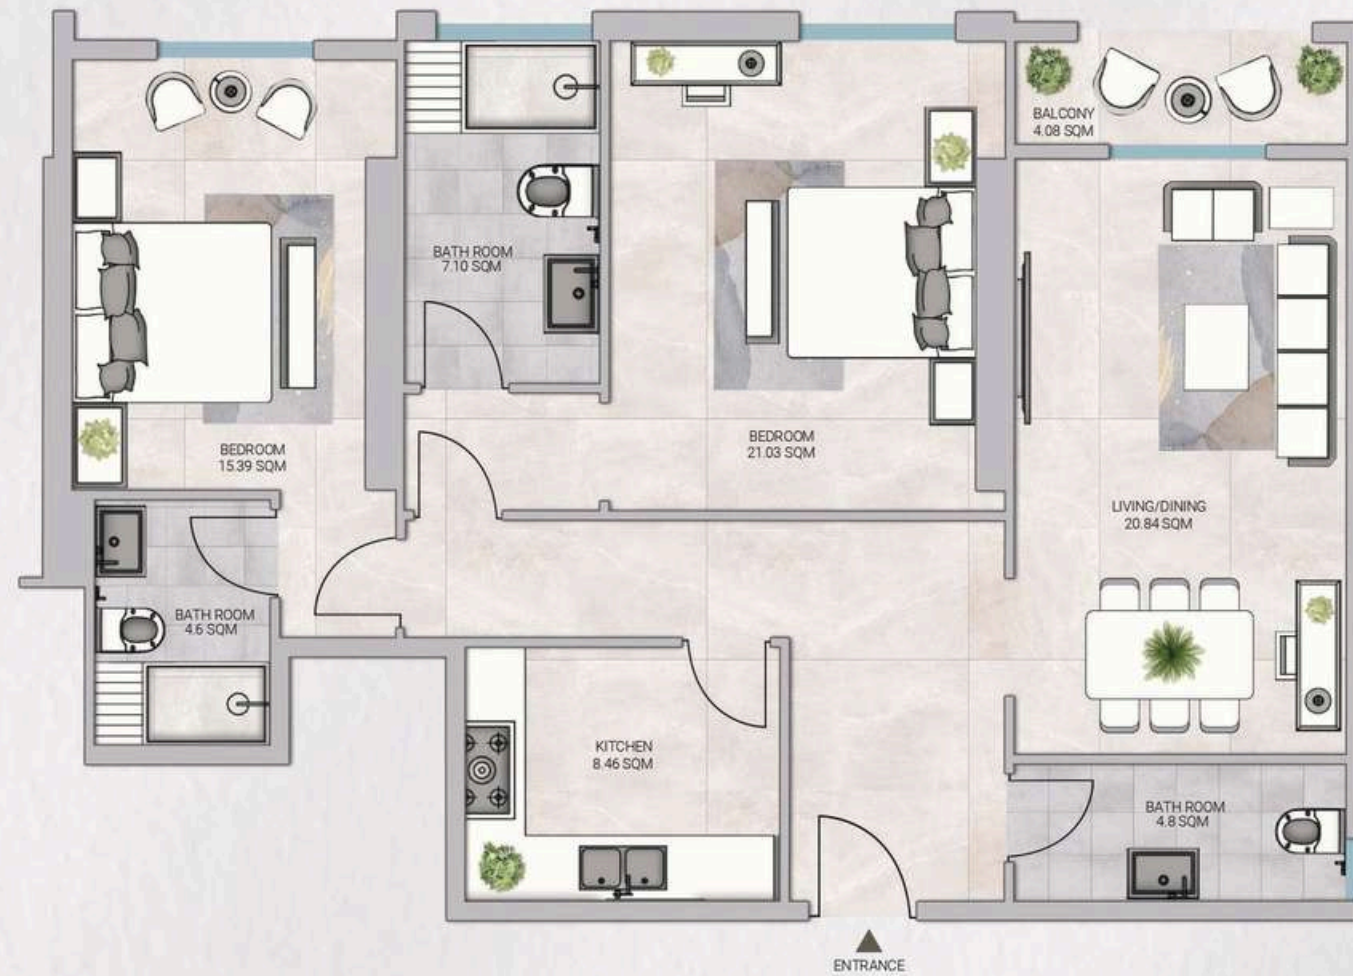 BALCONY
4.08 SQM
BATH ROOM
7.10 SQM
BEDROOM
15.39 SQM
BEDROOM
21.03 SQM
LIVING/DINING
20.84 SQM
BATH ROOM
4.6 SQM
KITCHEN
8.46 SQM
BATH ROOM
4.8 SQM
ENTRANCE